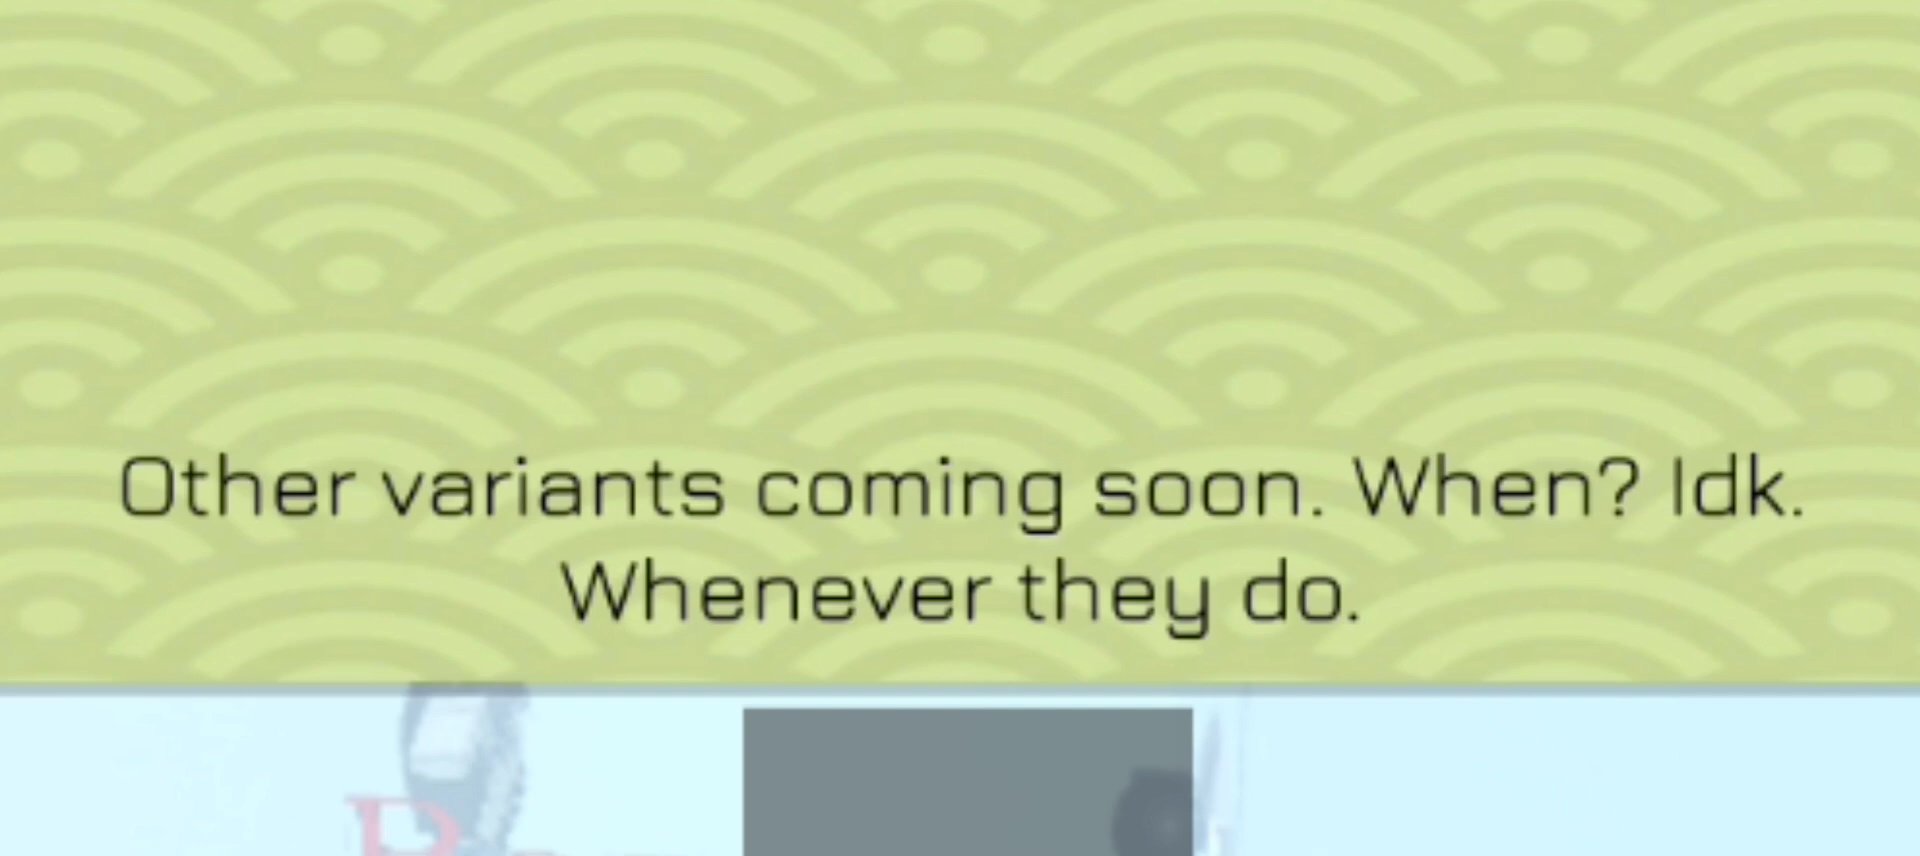 Other variants coming soon. When? Idk.
Whenever they do.